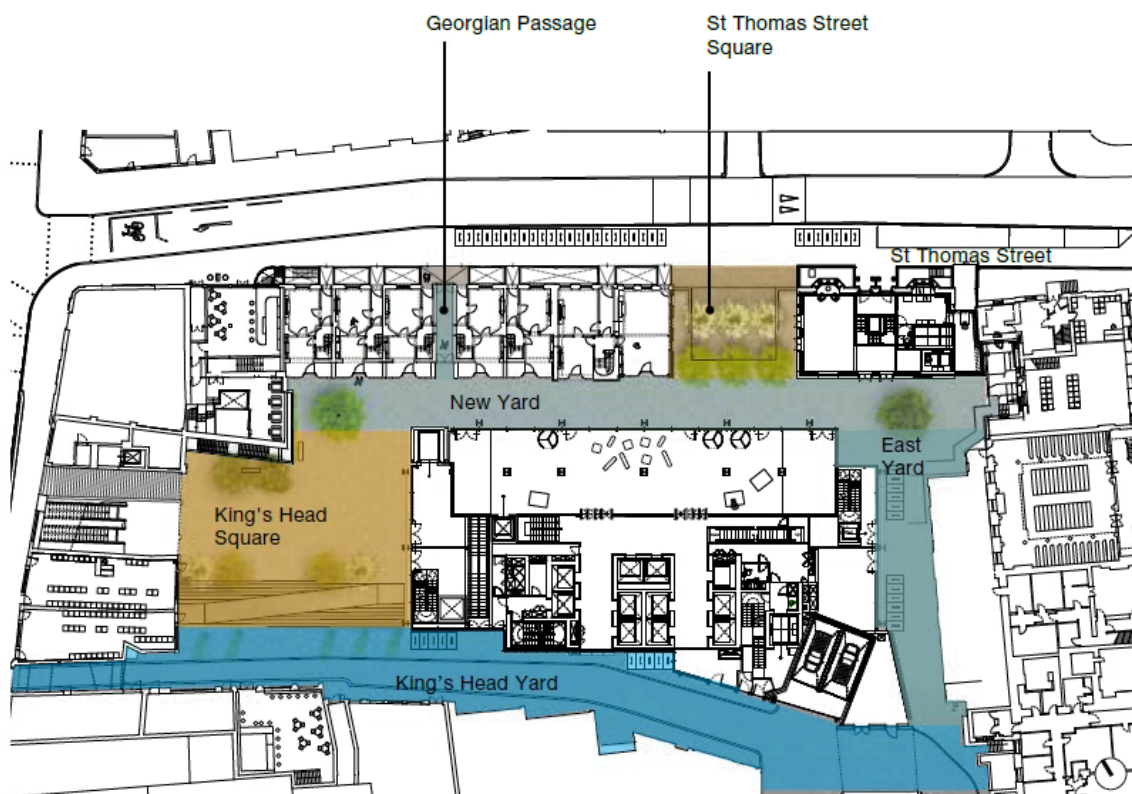 Georgian Passage
St Thomas Street
Square
St Thomas Street
New Yard
East
Yard
King's Head
Square
King's Head Yard